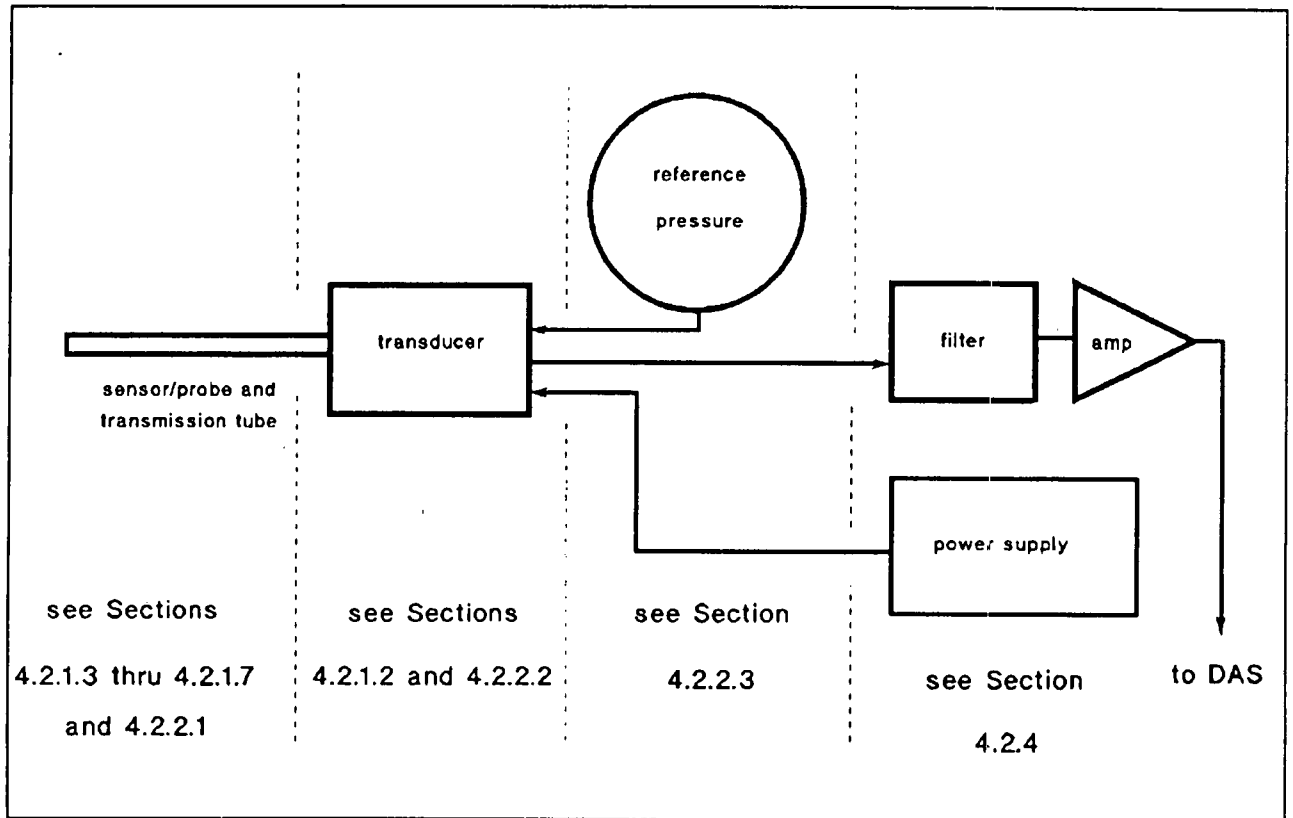 reference
pressure
transducer
filter
amp
sensor/probe and
transmission tube
power supply
see Sections
4.2.1.3 thru 4.2.1.7
and 4.2.2.1
see Sections
4.2.1.2 and 4.2.2.2
see Section
4.2.2.3
see Section
4.2.4
to DAS